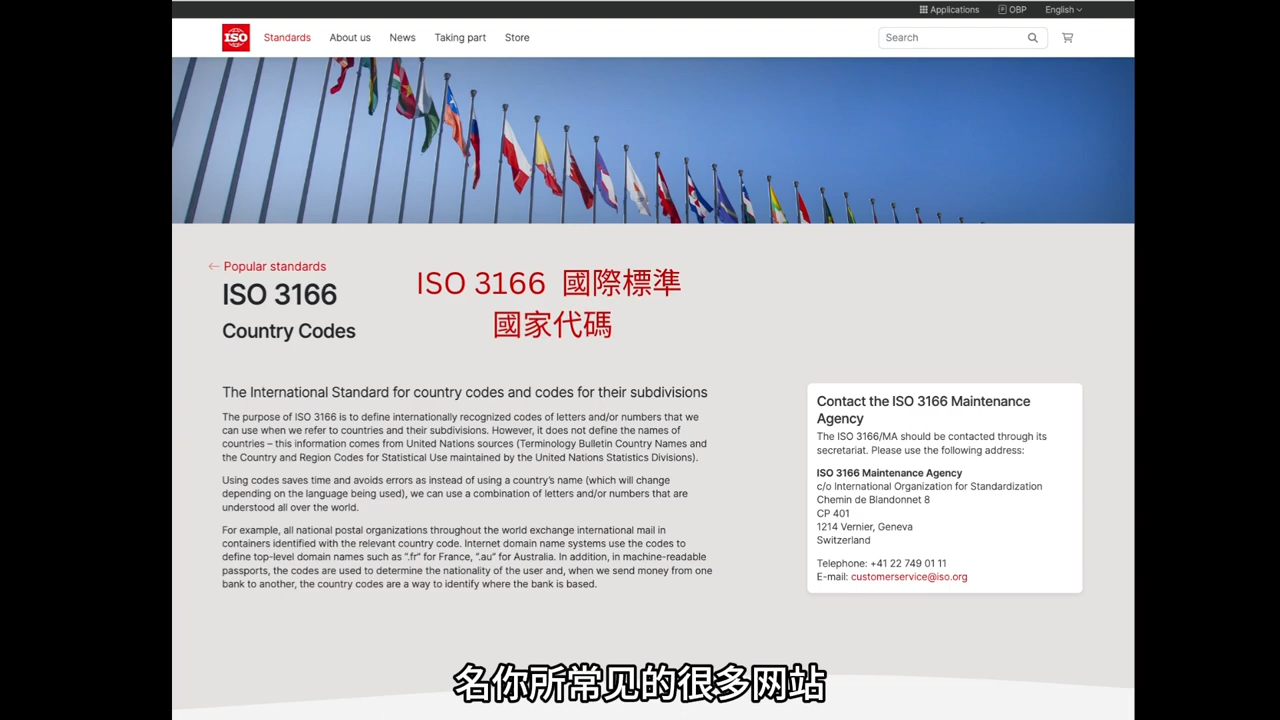 Applications OBP English
ISO Standards About us News Taking part Store Search
Popular standards
ISO 3166
Country Codes
ISO 3166 國際標準
國家代碼
The International Standard for country codes and codes for their subdivisions
The purpose of ISO 3166 is to define internationally recognized codes of letters and/or numbers that we
can use when we refer to countries and their subdivisions. However, it does not define the names of
countries – this information comes from United Nations sources (Terminology Bulletin Country Names and
the Country and Region Codes for Statistical Use maintained by the United Nations Statistics Divisions).
Using codes saves time and avoids errors as instead of using a country's name (which will change
depending on the language being used), we can use a combination of letters and/or numbers that are
understood all over the world.
For example, all national postal organizations throughout the world exchange international mail in
containers identified with the relevant country code. Internet domain name systems use the codes to
define top-level domain names such as ".fr" for France, ".au" for Australia. In addition, in machine-readable
passports, the codes are used to determine the nationality of the user and, when we send money from one
bank to another, the country codes are a way to identify where the bank is based.
Contact the ISO 3166 Maintenance
Agency
The ISO 3166/MA should be contacted through its
secretariat. Please use the following address:
ISO 3166 Maintenance Agency
c/o International Organization for Standardization
Chemin de Blandonnet 8
CP 401
1214 Vernier, Geneva
Switzerland
Telephone: +41 22 749 01 11
E-mail: customerservice@iso.org
名你所常见的很多网站